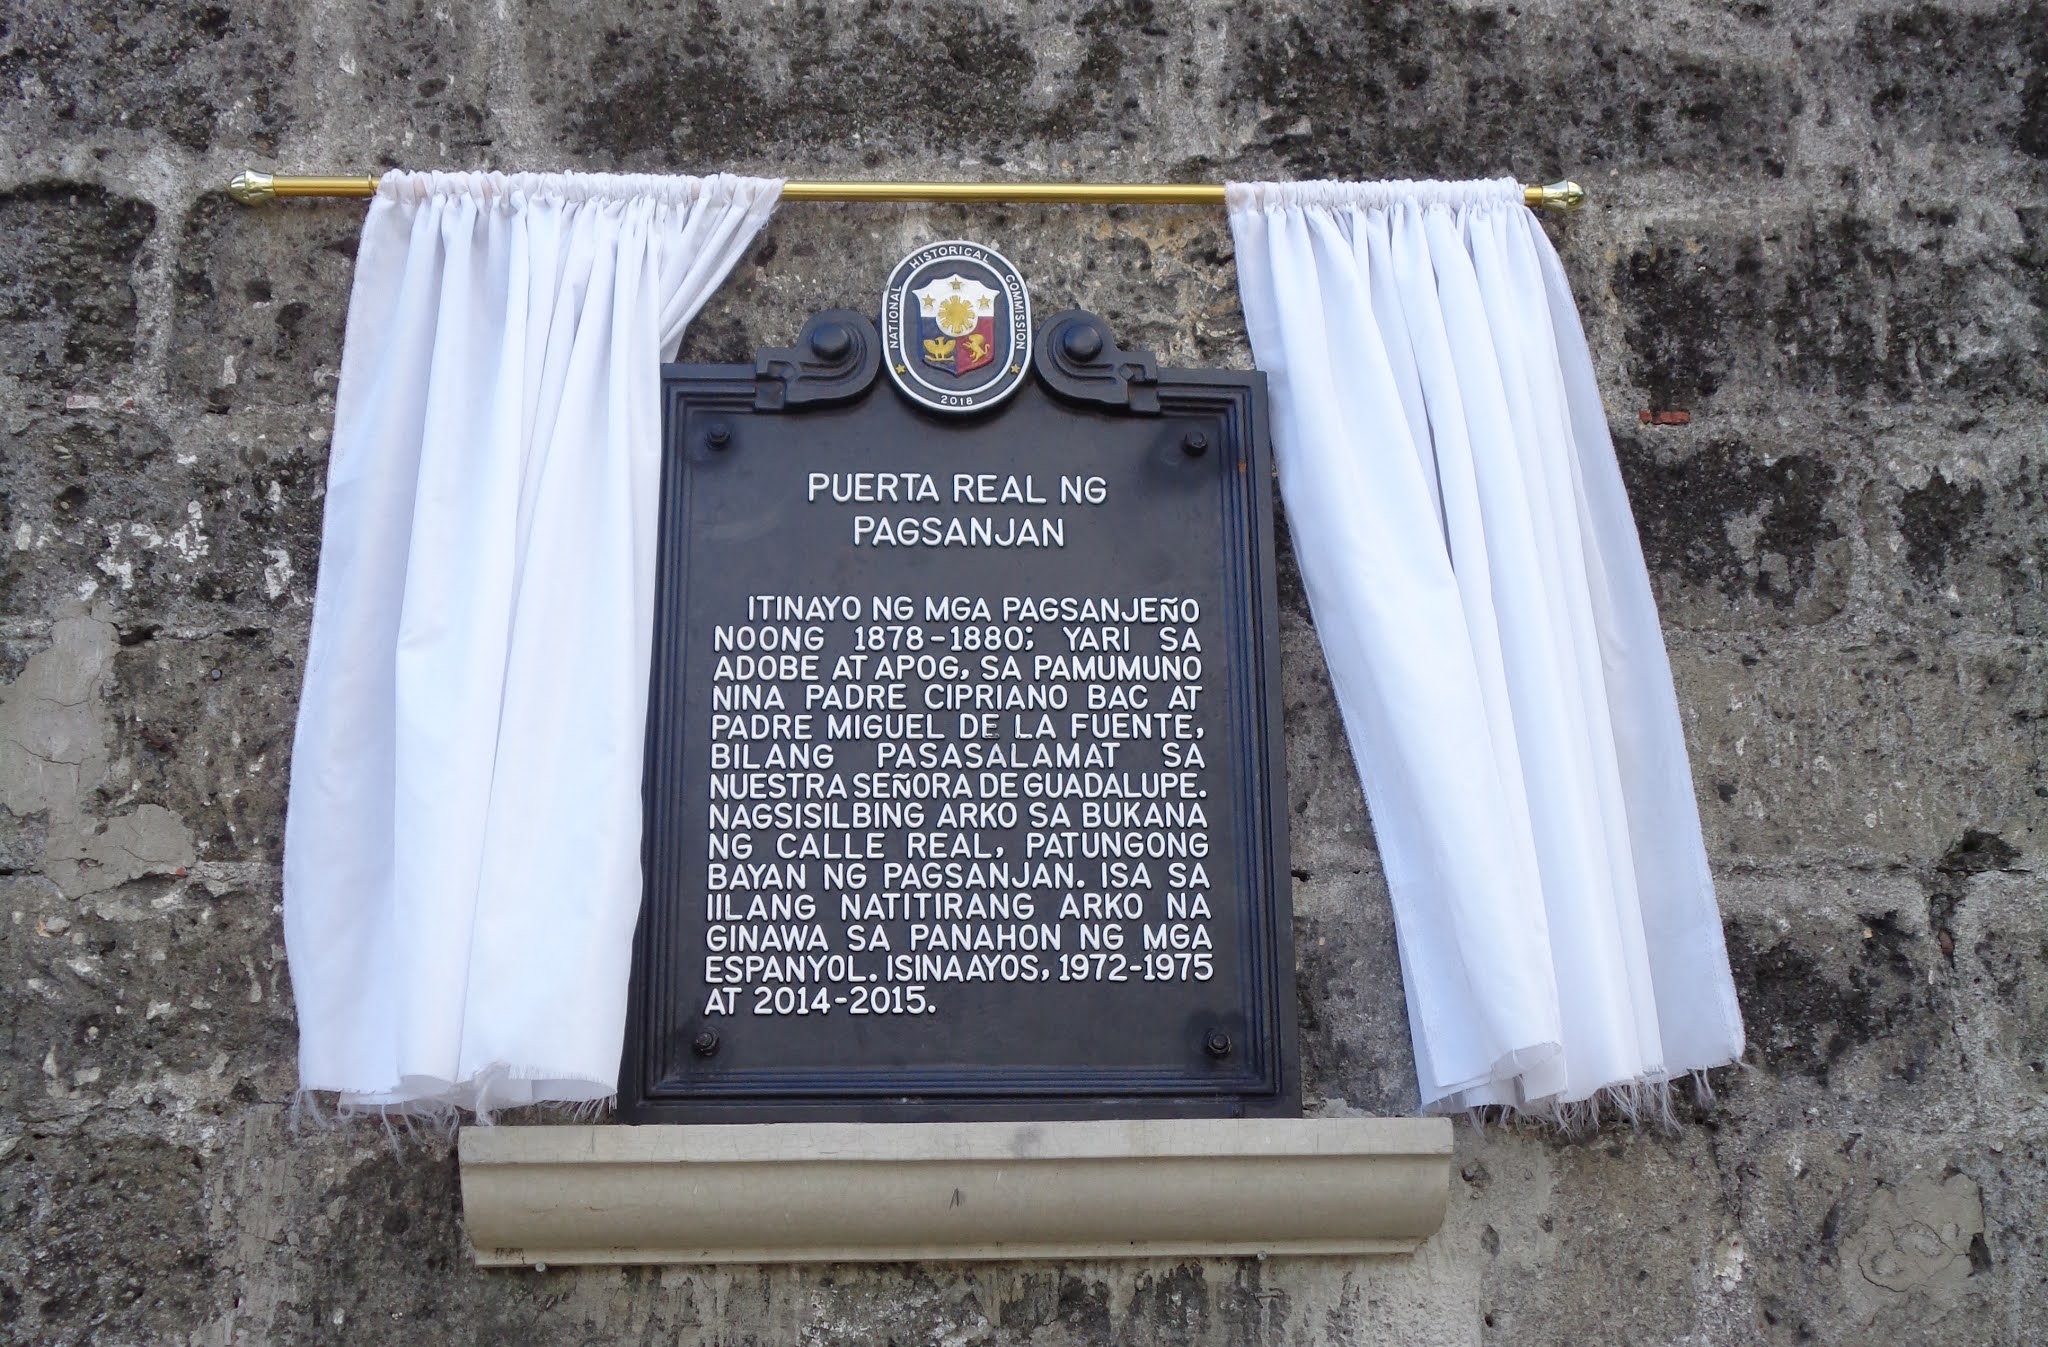 NATIONAL HISTORICAL COMMISSION
2018
PUERTA REAL NG
PAGSANJAN
ITINAYO NG MGA PAGSANJEÑO
NOONG 1878-1880; YARI SA
ADOBE AT APOG, SA PAMUMUNO
NINA PADRE CIPRIANO BAC AT
PADRE MIGUEL DE LA FUENTE,
BILANG PASASALAMAT SA
NUESTRA SEÑORA DE GUADALUPE.
NAGSISILBING ARKO SA BUKANA
NG CALLE REAL, PATUNGONG
BAYAN NG PAGSANJAN. ISA SA
IILANG NATITIRANG ARKO NA
GINAWA SA PANAHON NG MGA
ESPANYOL. ISINAAYOS, 1972-1975
AT 2014-2015.